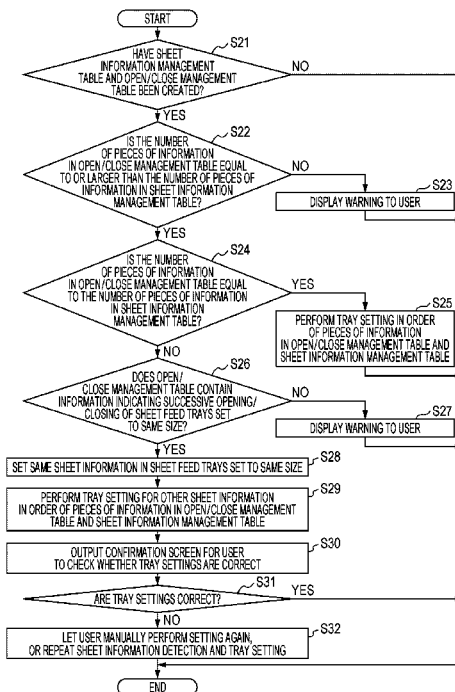 START
S21
HAVE SHEET
INFORMATION MANAGEMENT
TABLE AND OPEN/CLOSE MANAGEMENT
TABLE BEEN CREATED?
NO
YES
S22
IS THE NUMBER
OF PIECES OF INFORMATION
IN OPEN/CLOSE MANAGEMENT TABLE EQUAL
TO OR LARGER THAN THE NUMBER OF PIECES OF
INFORMATION IN SHEET INFORMATION
MANAGEMENT TABLE?
NO
S23
DISPLAY WARNING TO USER
YES
S24
IS THE NUMBER
OF PIECES OF INFORMATION
IN OPEN/CLOSE MANAGEMENT TABLE EQUAL
TO THE NUMBER OF PIECES OF INFORMATION
IN SHEET INFORMATION
MANAGEMENT TABLE?
YES
S25
PERFORM TRAY SETTING IN ORDER
OF PIECES OF INFORMATION
IN OPEN/CLOSE MANAGEMENT TABLE AND
SHEET INFORMATION MANAGEMENT TABLE
NO
S26
DOES OPEN/
CLOSE MANAGEMENT TABLE CONTAIN
INFORMATION INDICATING SUCCESSIVE OPENING/
CLOSING OF SHEET FEED TRAYS SET
TO SAME SIZE?
NO
S27
DISPLAY WARNING TO USER
YES
S28
SET SAME SHEET INFORMATION IN SHEET FEED TRAYS SET TO SAME SIZE
S29
PERFORM TRAY SETTING FOR OTHER SHEET INFORMATION
IN ORDER OF PIECES OF INFORMATION IN OPEN/CLOSE MANAGEMENT
TABLE AND SHEET INFORMATION MANAGEMENT TABLE
S30
OUTPUT CONFIRMATION SCREEN FOR USER
TO CHECK WHETHER TRAY SETTINGS ARE CORRECT
S31
ARE TRAY SETTINGS CORRECT?
YES
NO
S32
LET USER MANUALLY PERFORM SETTING AGAIN,
OR REPEAT SHEET INFORMATION DETECTION AND TRAY SETTING
END